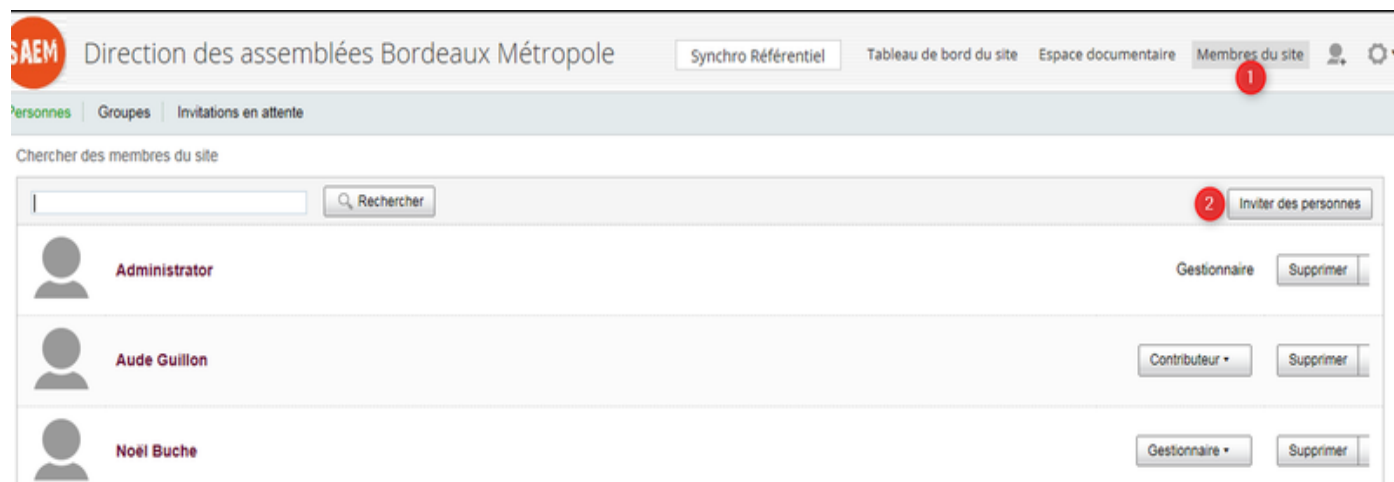 SAEM Direction des assemblées Bordeaux Métropole Synchro Référentiel Tableau de bord du site Espace documentaire Membres du site
1
Personnes Groupes Invitations en attente
Chercher des membres du site
Rechercher 2 Inviter des personnes
Administrator Gestionnaire Supprimer
Aude Guillon Contributeur Supprimer
Noël Buche Gestionnaire Supprimer